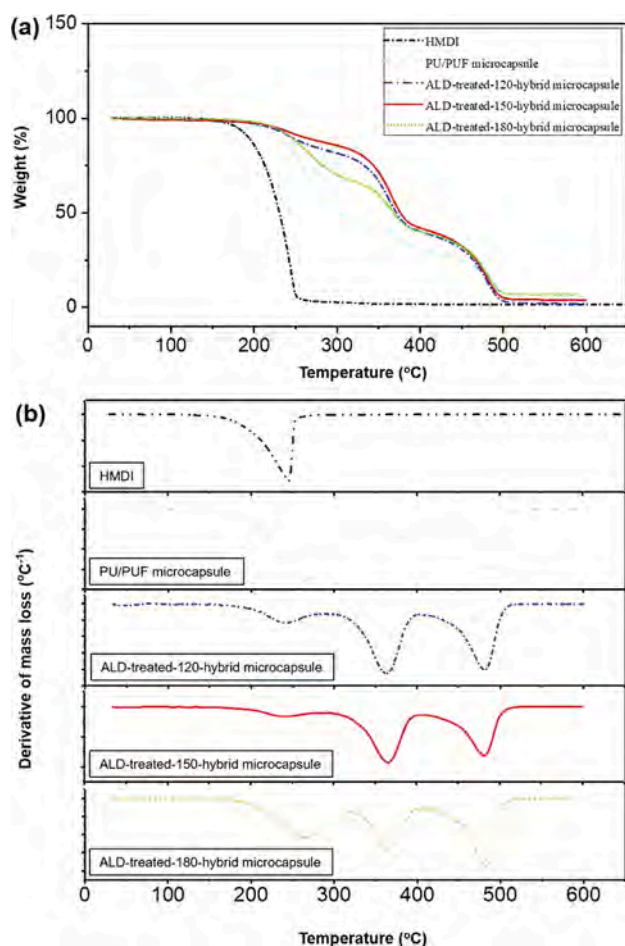 (a)
150
100
50
0
Weight (%)
HMDI
PU/PUF microcapsule
ALD-treated-120-hybrid microcapsule
ALD-treated-150-hybrid microcapsule
ALD-treated-180-hybrid microcapsule
0 100 200 300 400 500 600
Temperature (°C)
(b)
Derivative of mass loss (°C⁻¹)
HMDI
PU/PUF microcapsule
ALD-treated-120-hybrid microcapsule
ALD-treated-150-hybrid microcapsule
ALD-treated-180-hybrid microcapsule
0 100 200 300 400 500 600
Temperature (°C)